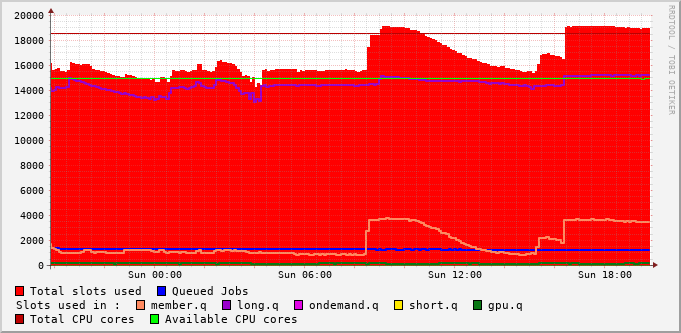 RRDTOOL / TOBI OETIKER
20000
18000
16000
14000
12000
10000
8000
6000
4000
2000
0
Sun 00:00 Sun 06:00 Sun 12:00 Sun 18:00
Total slots used Queued Jobs
Slots used in : member.q long.q ondemand.q short.q gpu.q
Total CPU cores Available CPU cores